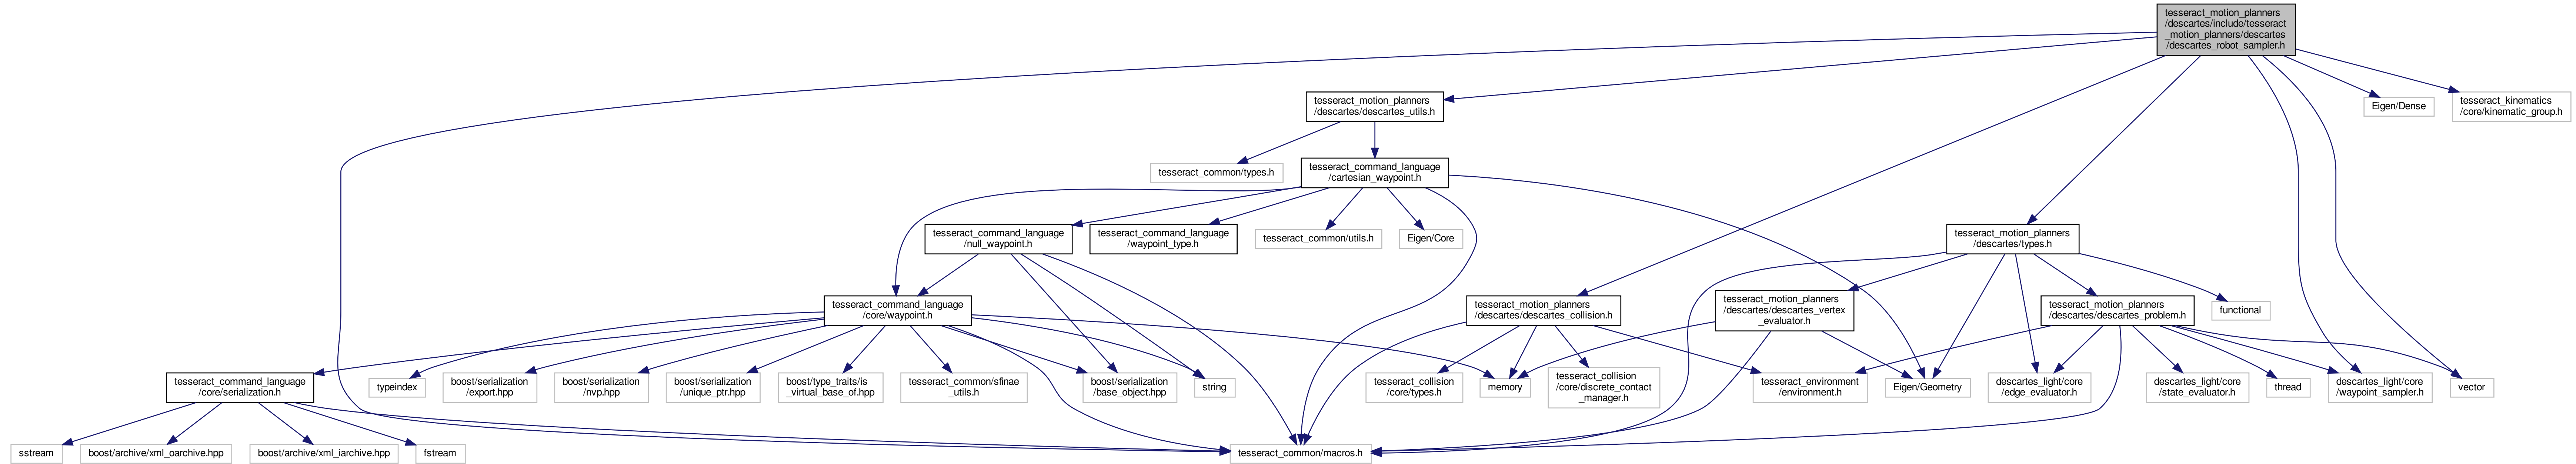 tesseract_motion_planners
/descartes/include/tesseract
_motion_planners/descartes
/descartes_robot_sampler.h
tesseract_motion_planners
/descartes/descartes_utils.h
Eigen/Dense
tesseract_kinematics
/core/kinematic_group.h
tesseract_common/types.h
tesseract_command_language
/cartesian_waypoint.h
tesseract_command_language
/null_waypoint.h
tesseract_command_language
/waypoint_type.h
tesseract_common/utils.h
Eigen/Core
tesseract_motion_planners
/descartes/types.h
tesseract_command_language
/core/waypoint.h
tesseract_motion_planners
/descartes/descartes_collision.h
tesseract_motion_planners
/descartes/descartes_vertex
_evaluator.h
tesseract_motion_planners
/descartes/descartes_problem.h
functional
tesseract_command_language
/core/serialization.h
typeindex
boost/serialization
/export.hpp
boost/serialization
/nvp.hpp
boost/serialization
/unique_ptr.hpp
boost/type_traits/is
_virtual_base_of.hpp
tesseract_common/sfinae
_utils.h
boost/serialization
/base_object.hpp
string
tesseract_collision
/core/types.h
memory
tesseract_collision
/core/discrete_contact
_manager.h
tesseract_environment
/environment.h
Eigen/Geometry
descartes_light/core
/edge_evaluator.h
descartes_light/core
/state_evaluator.h
thread
descartes_light/core
/waypoint_sampler.h
vector
sstream
boost/archive/xml_oarchive.hpp
boost/archive/xml_iarchive.hpp
fstream
tesseract_common/macros.h